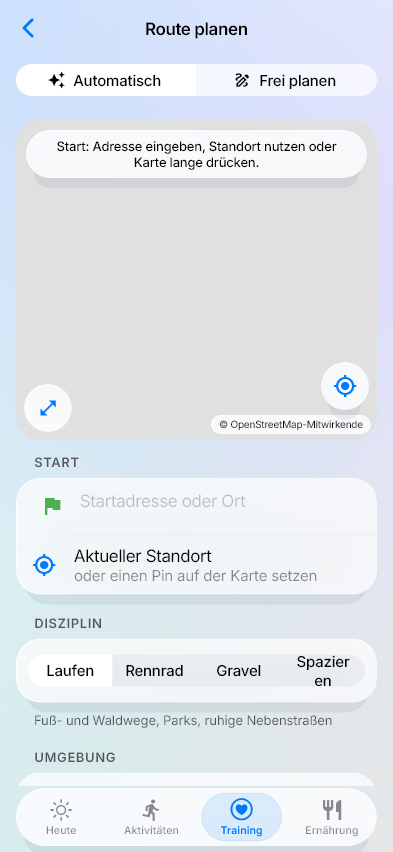 Route planen
Automatisch
Frei planen
Start: Adresse eingeben, Standort nutzen oder
Karte lange drücken.
© OpenStreetMap-Mitwirkende
START
Startadresse oder Ort
Aktueller Standort
oder einen Pin auf der Karte setzen
DISZIPLIN
Laufen
Rennrad
Gravel
Spazier
en
Fuß- und Waldwege, Parks, ruhige Nebenstraßen
UMGEBUNG
Heute
Aktivitäten
Training
Ernährung